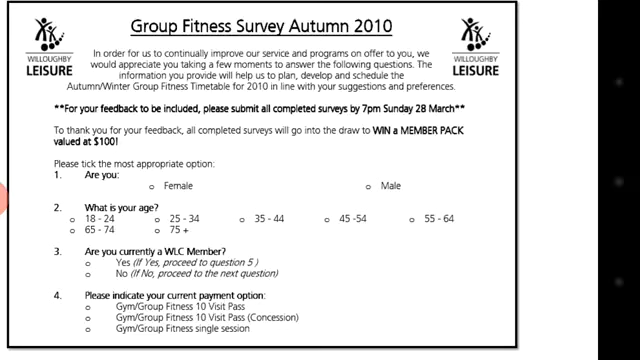 Group Fitness Survey Autumn 2010
WILLOUGHBY
LEISURE
WILLOUGHBY
LEISURE
In order for us to continually improve our service and programs on offer to you, we
would appreciate you taking a few moments to answer the following questions. The
information you provide will help us to plan, develop and schedule the
Autumn/Winter Group Fitness Timetable for 2010 in line with your suggestions and preferences.
**For your feedback to be included, please submit all completed surveys by 7pm Sunday 28 March**
To thank you for your feedback, all completed surveys will go into the draw to WIN a MEMBER PACK
valued at $100!
Please tick the most appropriate option:
1. Are you:
o Female o Male
2. What is your age?
o 18 - 24 o 25 - 34 o 35 - 44 o 45 -54 o 55 - 64
o 65 - 74 o 75 +
3. Are you currently a WLC Member?
o Yes (If Yes, proceed to question 5 )
o No (If No, proceed to the next question)
4. Please indicate your current payment option:
o Gym/Group Fitness 10 Visit Pass
o Gym/Group Fitness 10 Visit Pass (Concession)
o Gym/Group Fitness single session